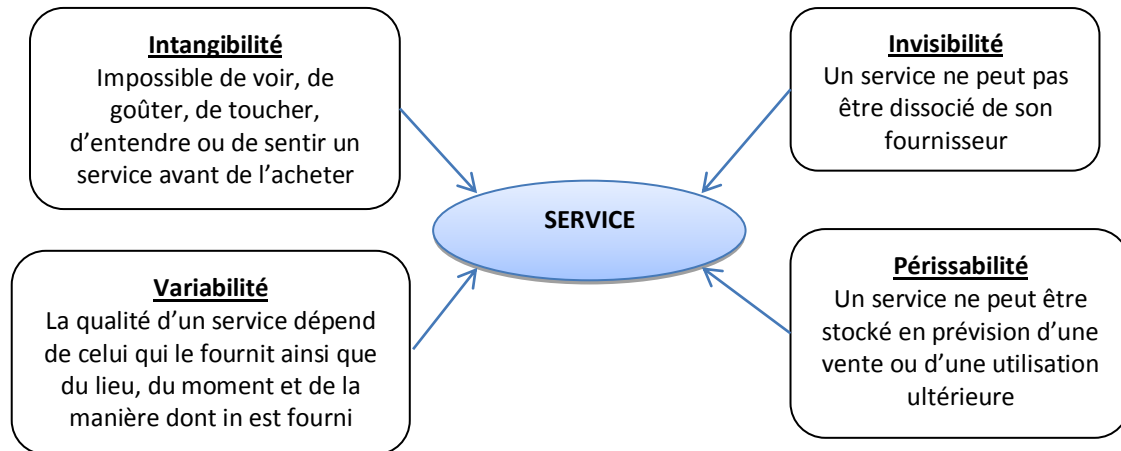 Intangibilité
Impossible de voir, de
goûter, de toucher,
d’entendre ou de sentir un
service avant de l’acheter
Invisibilité
Un service ne peut pas
être dissocié de son
fournisseur
SERVICE
Variabilité
La qualité d’un service dépend
de celui qui le fournit ainsi que
du lieu, du moment et de la
manière dont in est fourni
Périssabilité
Un service ne peut être
stocké en prévision d’une
vente ou d’une utilisation
ultérieure